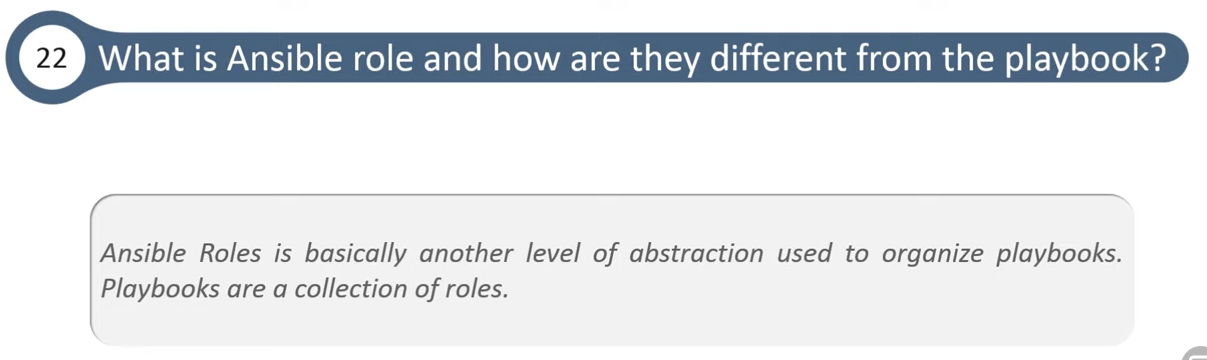 22 What is Ansible role and how are they different from the playbook?
Ansible Roles is basically another level of abstraction used to organize playbooks.
Playbooks are a collection of roles.